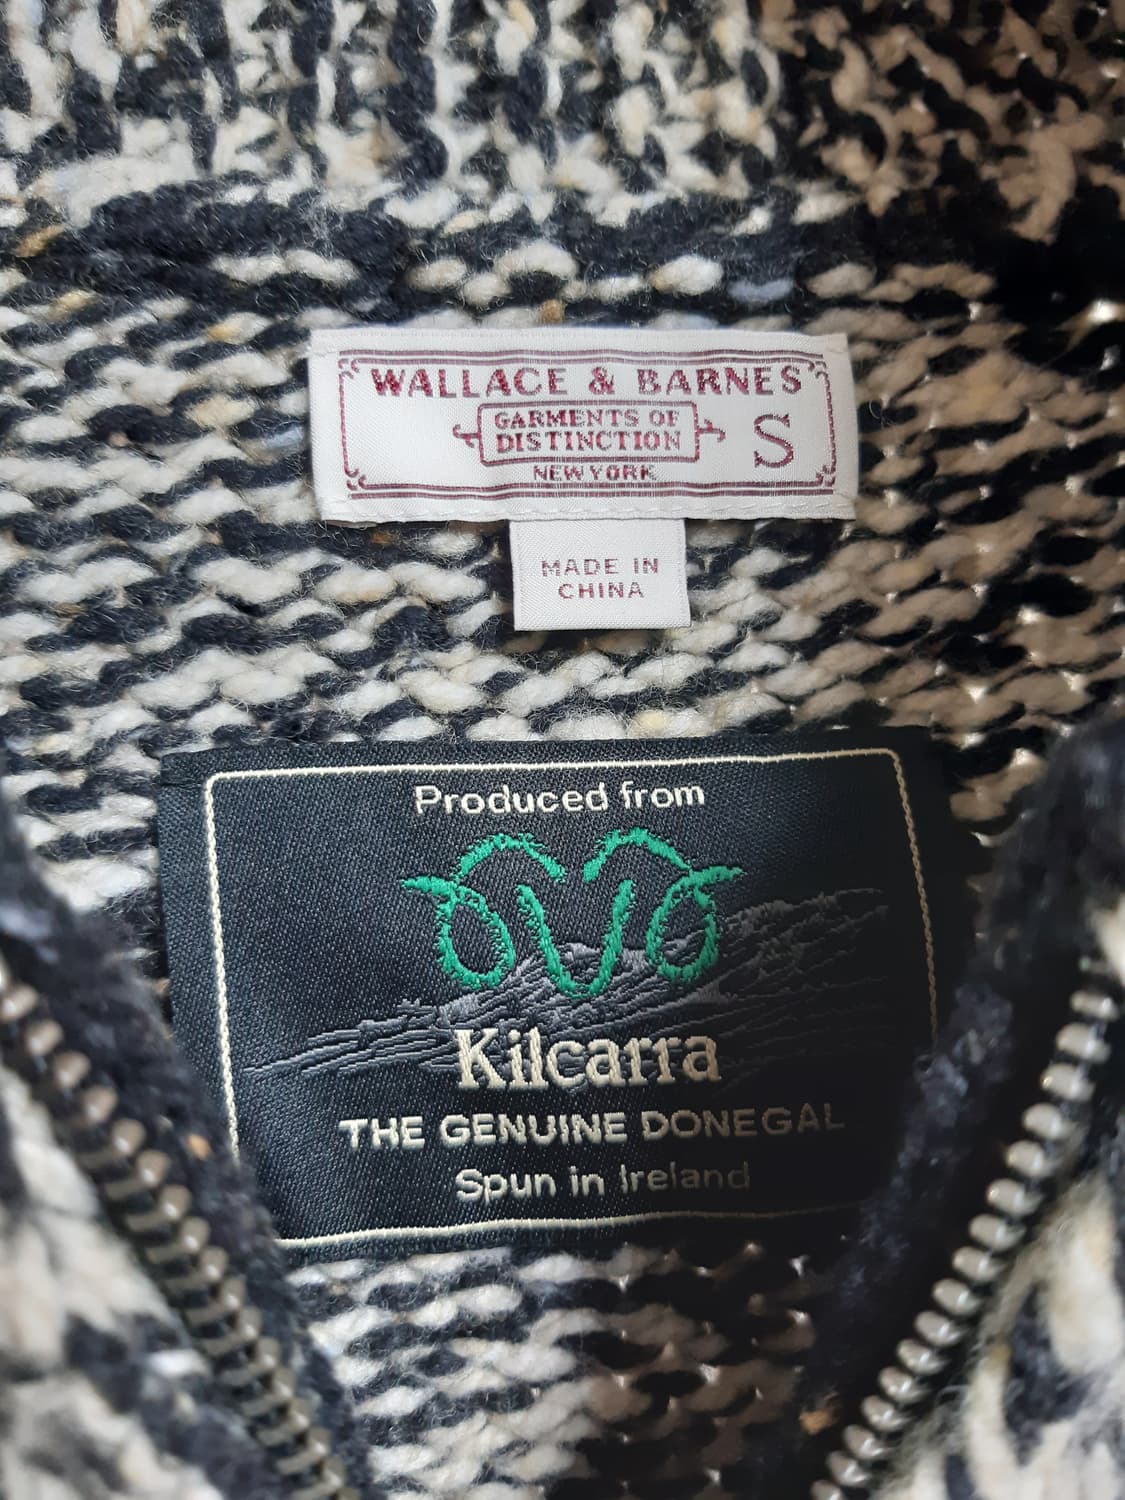 WALLACE & BARNES
GARMENTS OF
DISTINCTION
NEW YORK
S
MADE IN
CHINA
Produced from
Kilcarra
THE GENUINE DONEGAL
Spun in Ireland